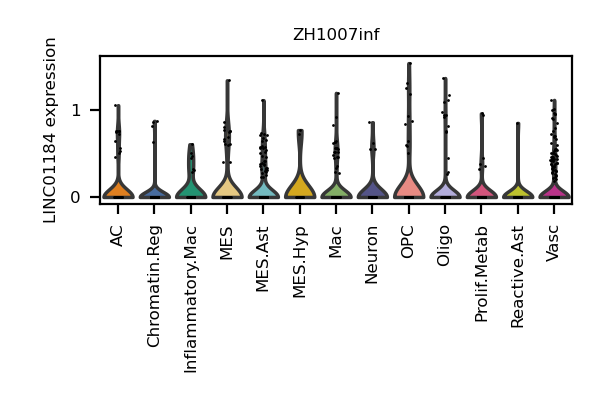 ZH1007inf
LINC01184 expression
1
0
AC
Chromatin.Reg
Inflammatory.Mac
MES
MES.Ast
MES.Hyp
Mac
Neuron
OPC
Oligo
Prolif.Metab
Reactive.Ast
Vasc